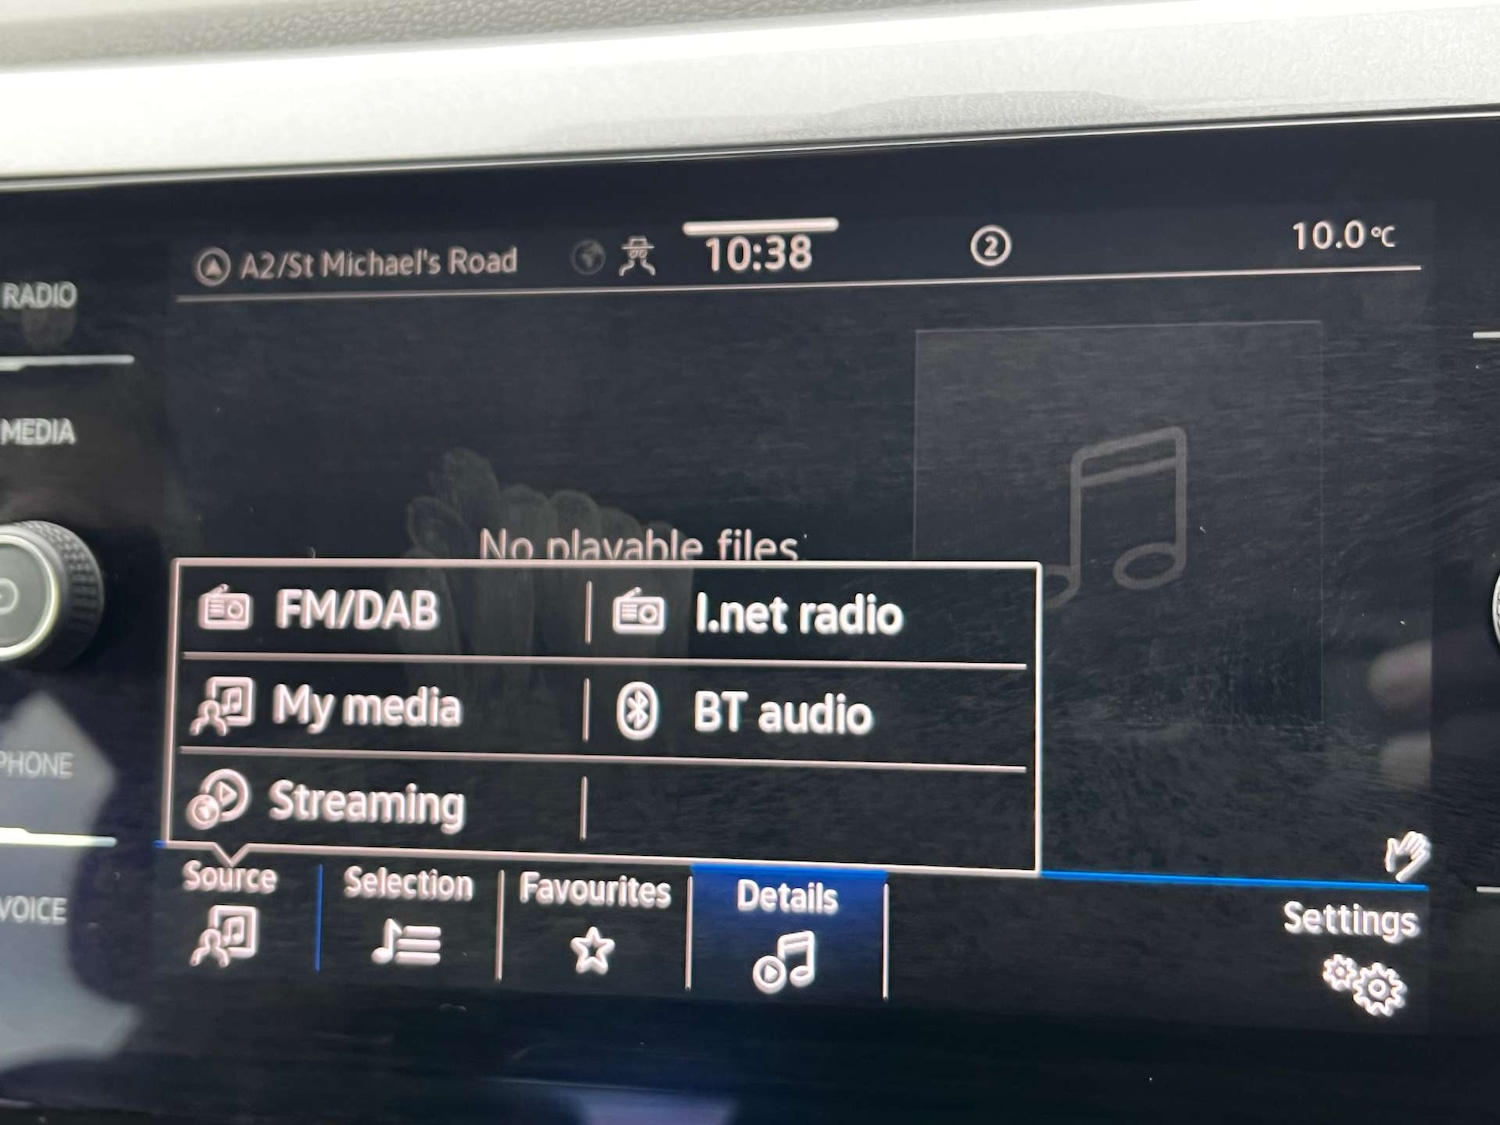 A2/St Michael's Road
10:38
2
10.0°C
RADIO
MEDIA
PHONE
VOICE
No playable files.
FM/DAB
I.net radio
My media
BT audio
Streaming
Source
Selection
Favourites
Details
Settings